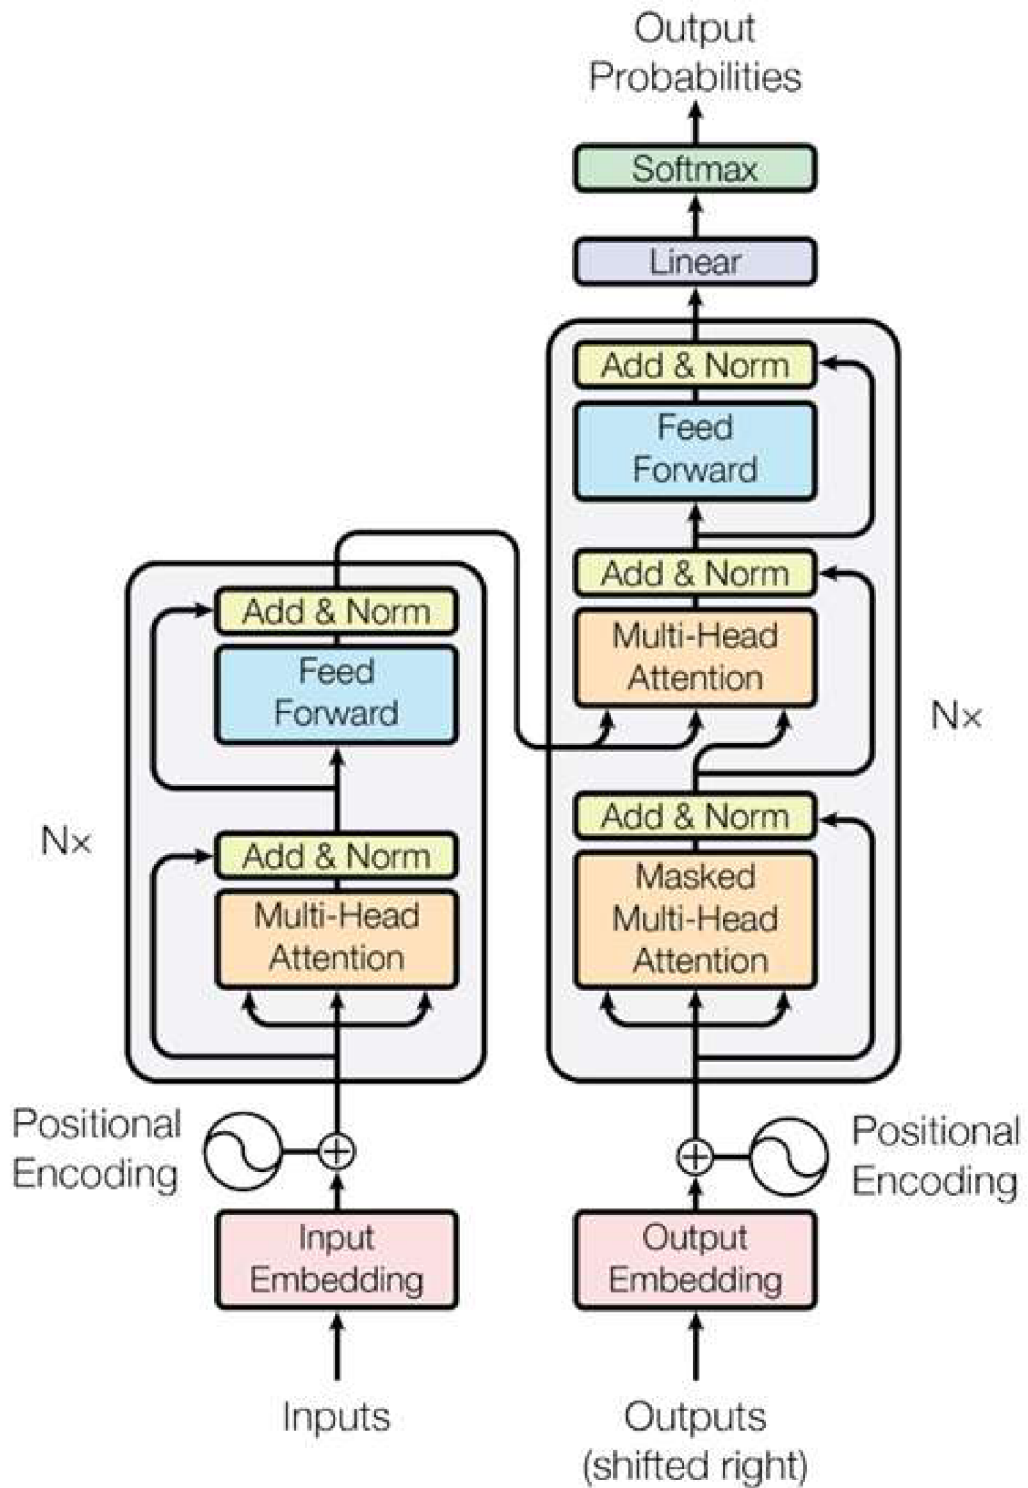 Output
Probabilities
Softmax
Linear
Add & Norm
Feed
Forward
Add & Norm
Multi-Head
Attention
Add & Norm
Masked
Multi-Head
Attention
N×
Add & Norm
Feed
Forward
Add & Norm
Multi-Head
Attention
N×
Positional
Encoding
Positional
Encoding
Input
Embedding
Output
Embedding
Inputs
Outputs
(shifted right)